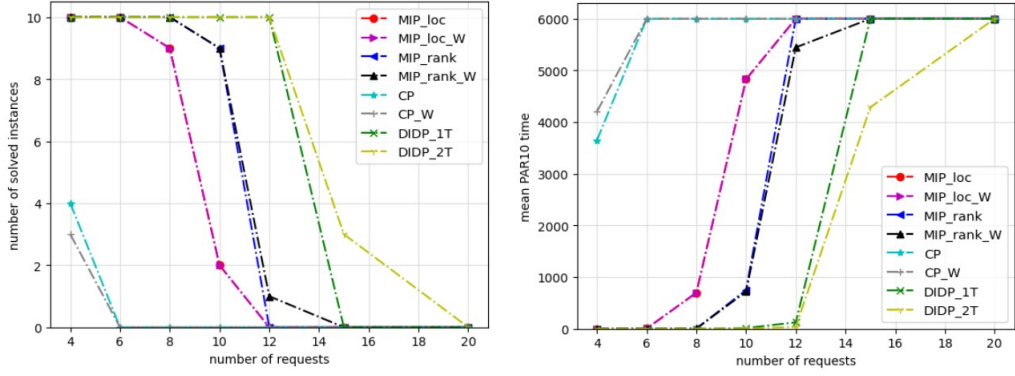 number of solved instances
10
8
6
4
2
0
4 6 8 10 12 14 16 18 20
number of requests
MIP_loc
MIP_loc_W
MIP_rank
MIP_rank_W
CP
CP_W
DIDP_1T
DIDP_2T
mean PAR10 time
6000
5000
4000
3000
2000
1000
0
4 6 8 10 12 14 16 18 20
number of requests
MIP_loc
MIP_loc_W
MIP_rank
MIP_rank_W
CP
CP_W
DIDP_1T
DIDP_2T